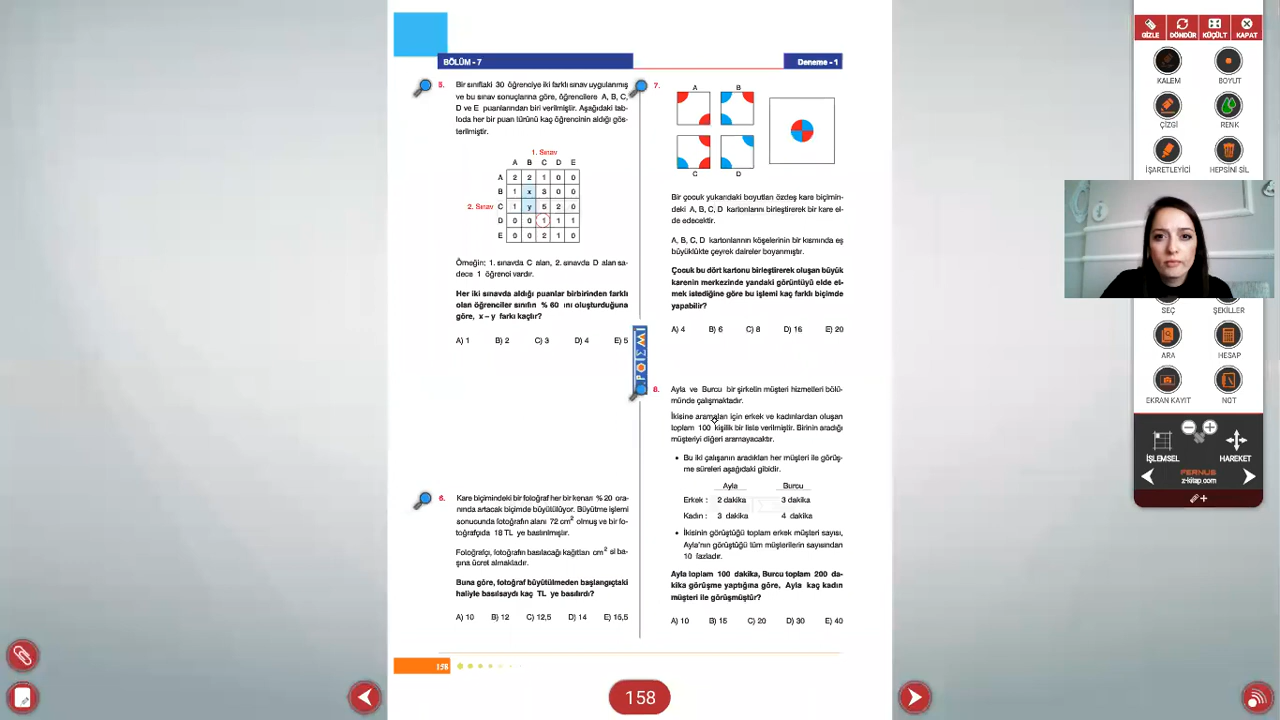 BÖLÜM - 7
Deneme - 1
5. Bir sınıftaki 30 öğrenciye iki farklı sınav uygulanmış
ve bu sınav sonuçlarına göre, öğrencilere A, B, C,
D ve E puanlarından biri verilmiştir. Aşağıdaki tab-
loda her bir puan türünü kaç öğrencinin aldığı gös-
terilmiştir.
1. Sınav
A B C D E
A 2 2 1 0 0
B 1 x 3 0 0
2. Sınav C 1 y 5 2 0
D 0 0 1 1 1
E 0 0 2 1 0
Örneğin; 1. sınavda C alan, 2. sınavda D alan sa-
dece 1 öğrenci vardır.
Her iki sınavda aldığı puanlar birbirinden farklı
olan öğrenciler sınıfın % 60 ını oluşturduğuna
göre, x – y farkı kaçtır?
A) 1 B) 2 C) 3 D) 4 E) 5
6. Kare biçimindeki bir fotoğraf her bir kenarı % 20 ora-
nında artacak biçimde büyütülüyor. Büyütme işlemi
sonucunda fotoğrafın alanı 72 cm² olmuş ve bir fo-
toğrafçıda 18 TL ye bastırılmıştır.
Fotoğrafçı, fotoğrafın basılacağı kağıttan cm² si ba-
şına ücret almaktadır.
Buna göre, fotoğraf büyütülmeden başlangıçtaki
haliyle basılsaydı kaç TL ye basılırdı?
A) 10 B) 12 C) 12,5 D) 14 E) 15,5
7.
A B
C D
Bir çocuk yukarıdaki boyutları özdeş kare biçimin-
deki A, B, C, D kartonlarını birleştirerek bir kare el-
de edecektir.
A, B, C, D kartonlarının köşelerinin bir kısmında eş
büyüklükte çeyrek daireler boyanmıştır.
Çocuk bu dört kartonu birleştirerek oluşan büyük
karenin merkezinde yandaki görüntüyü elde et-
mek istediğine göre bu işlemi kaç farklı biçimde
yapabilir?
A) 4 B) 6 C) 8 D) 16 E) 20
8. Ayla ve Burcu bir şirketin müşteri hizmetleri bölü-
münde çalışmaktadır.
İkisine aramaları için erkek ve kadınlardan oluşan
toplam 100 kişilik bir liste verilmiştir. Birinin aradığı
müşteriyi diğeri aramayacaktır.
• Bu iki çalışanın aradıkları her müşteri ile görüş-
me süreleri aşağıdaki gibidir.
Ayla Burcu
Erkek : 2 dakika 3 dakika
Kadın : 3 dakika 4 dakika
• İkisinin görüştüğü toplam erkek müşteri sayısı,
Ayla'nın görüştüğü tüm müşterilerin sayısından
10 fazladır.
Ayla toplam 100 dakika, Burcu toplam 200 da-
kika görüşme yaptığına göre, Ayla kaç kadın
müşteri ile görüşmüştür?
A) 10 B) 15 C) 20 D) 30 E) 40
158
158
GİZLE DÖNDÜR KÜÇÜLT KAPAT
KALEM BOYUT
ÇİZGİ RENK
İŞARETLEYİCİ HEPSİNİ SİL
SEÇ ŞEKİLLER
ARA HESAP
EKRAN KAYIT NOT
İŞLEMSEL HAREKET
FERNUS
z-kitap.com